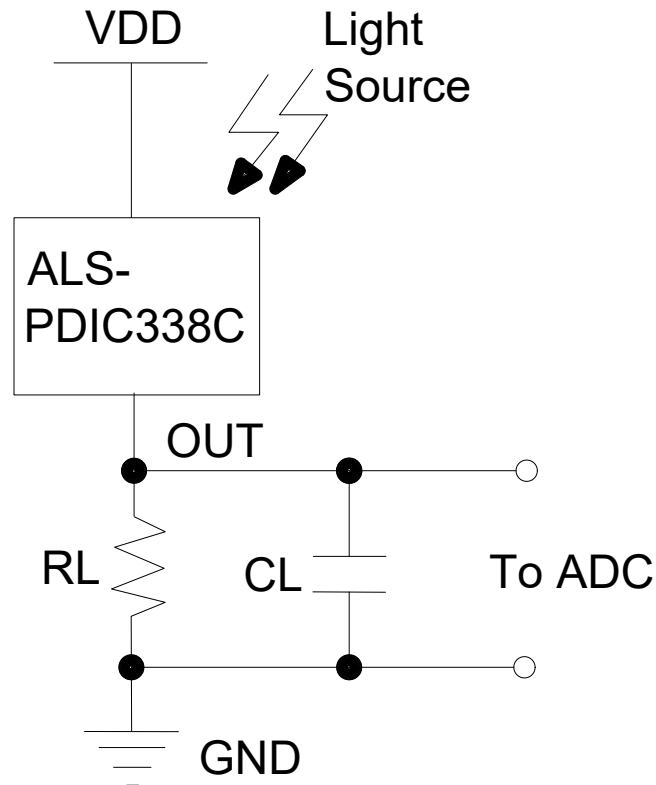 VDD
Light
Source
ALS-
PDIC338C
OUT
RL
CL
To ADC
GND